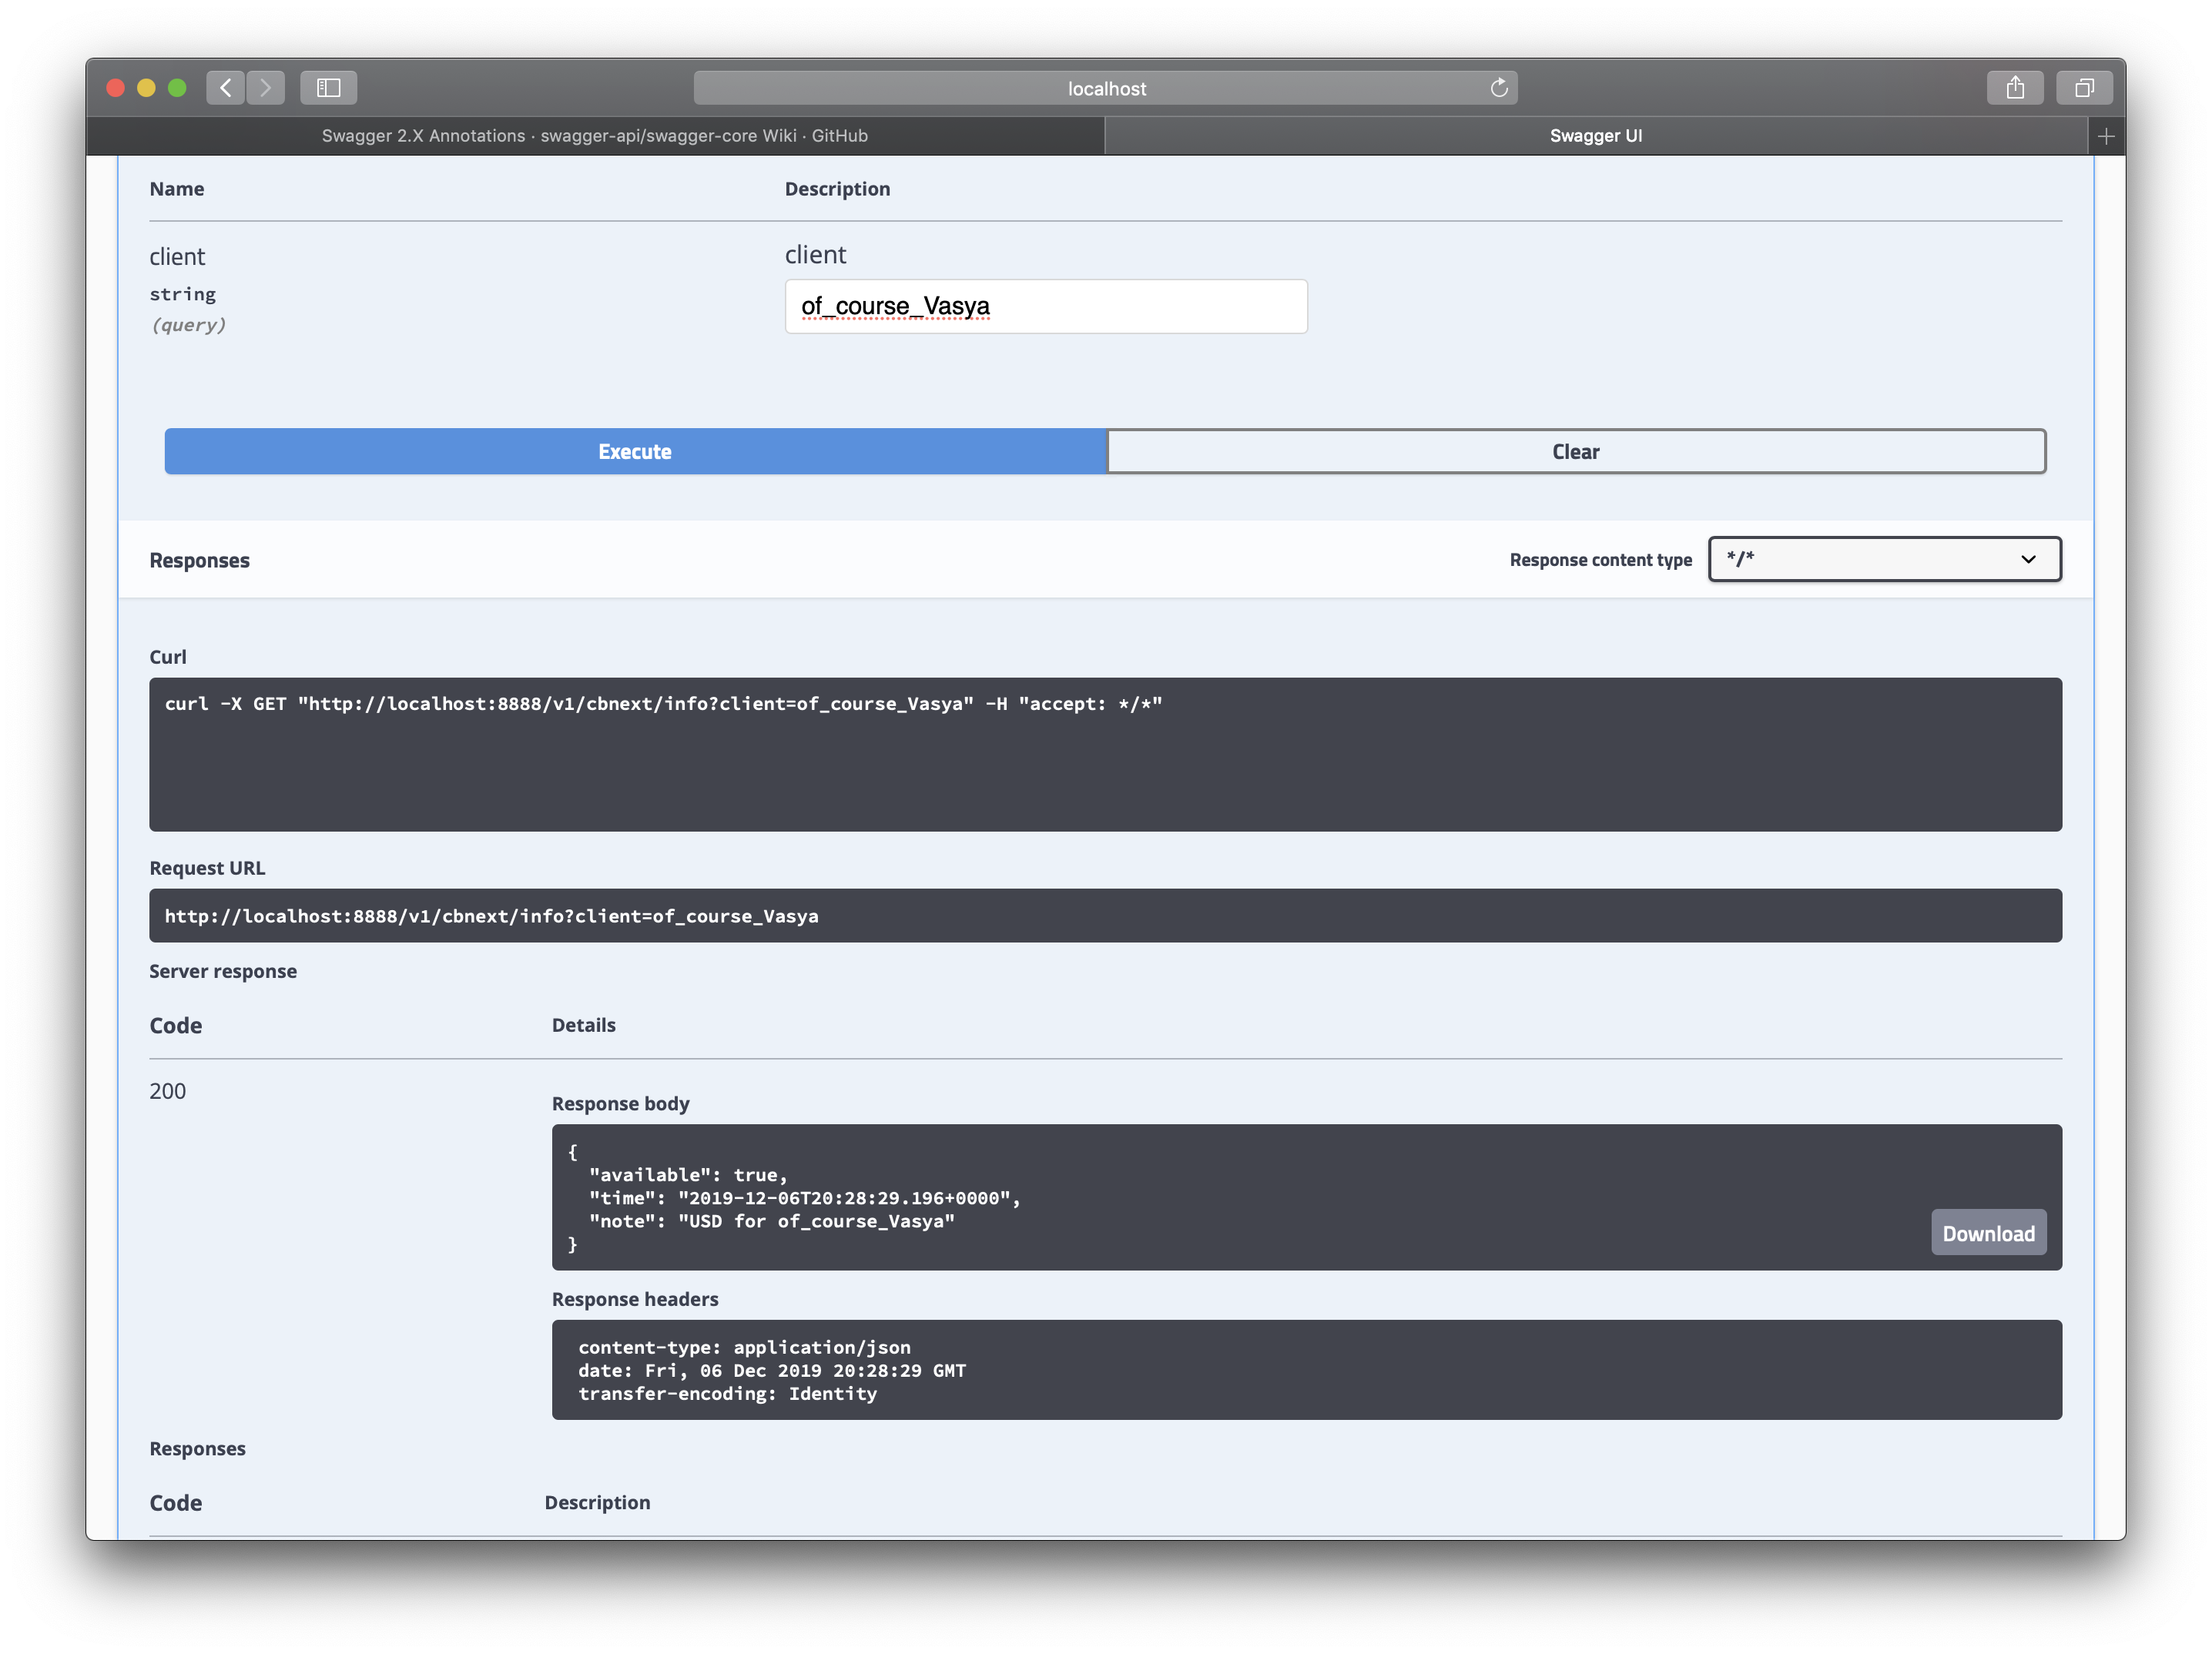 localhost
Swagger 2.X Annotations · swagger-api/swagger-core Wiki · GitHub
Swagger UI
Name
Description
client
string
(query)
client
of_course_Vasya
Execute
Clear
Responses
Response content type
*/*
Curl
curl -X GET "http://localhost:8888/v1/cbnext/info?client=of_course_Vasya" -H "accept: */*"
Request URL
http://localhost:8888/v1/cbnext/info?client=of_course_Vasya
Server response
Code
Details
200
Response body
{
  "available": true,
  "time": "2019-12-06T20:28:29.196+0000",
  "note": "USD for of_course_Vasya"
}
Download
Response headers
content-type: application/json
date: Fri, 06 Dec 2019 20:28:29 GMT
transfer-encoding: Identity
Responses
Code
Description